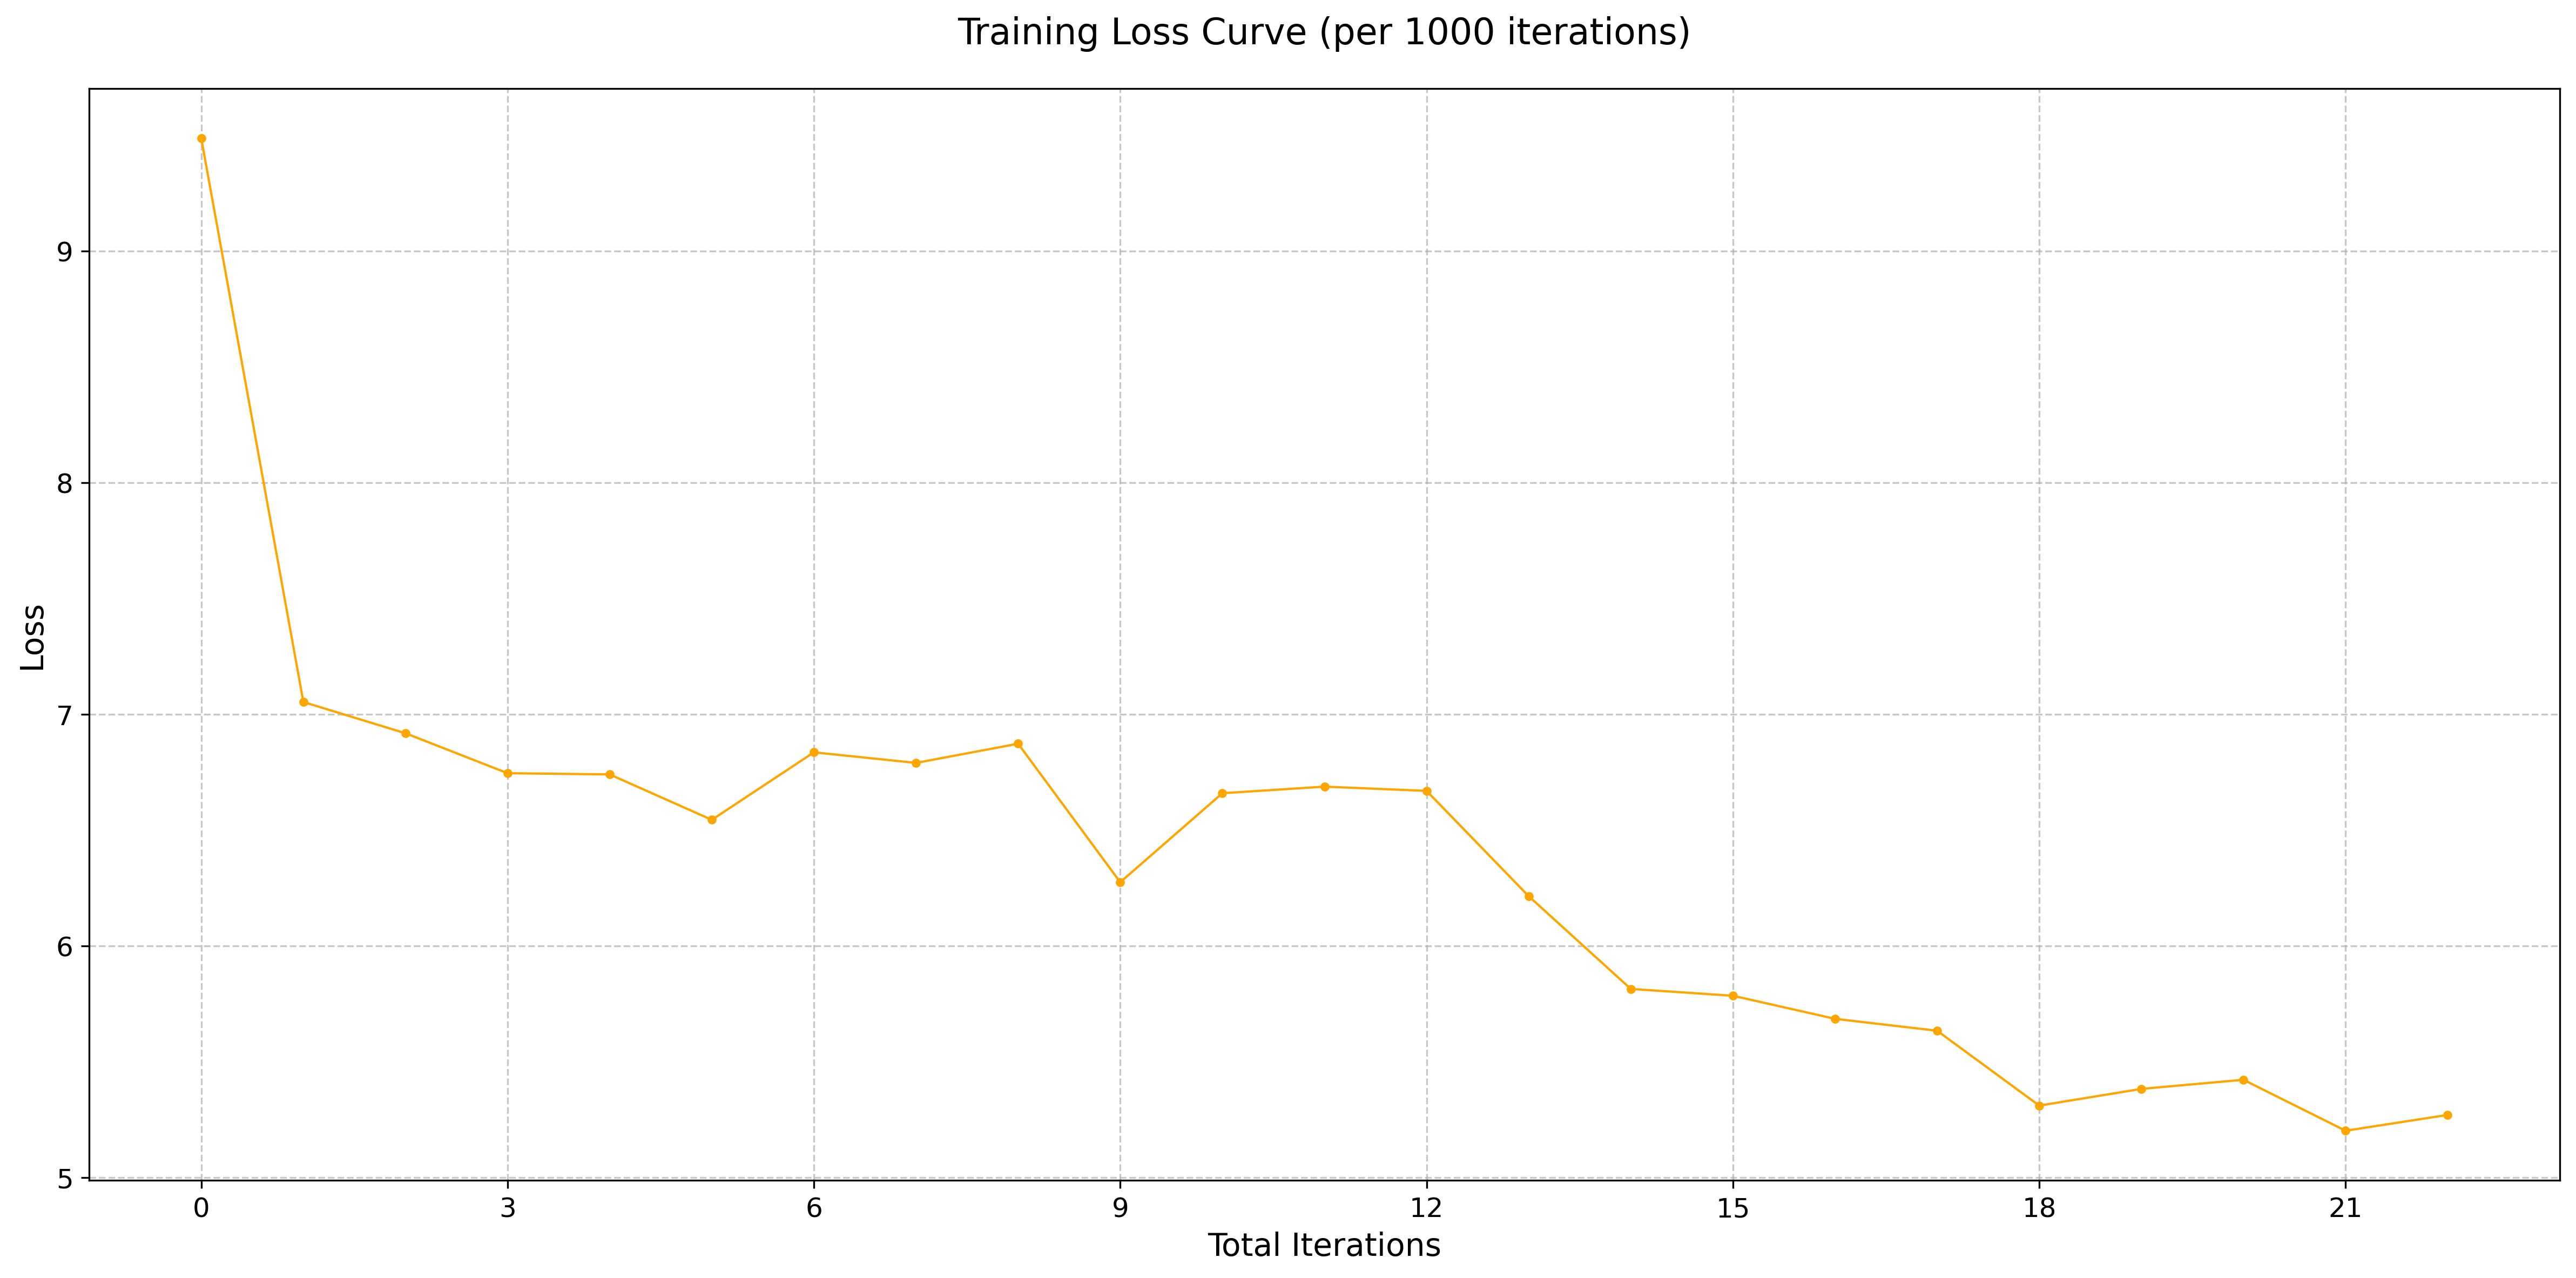 Training Loss Curve (per 1000 iterations)
Loss
9
8
7
6
5
0 3 6 9 12 15 18 21
Total Iterations